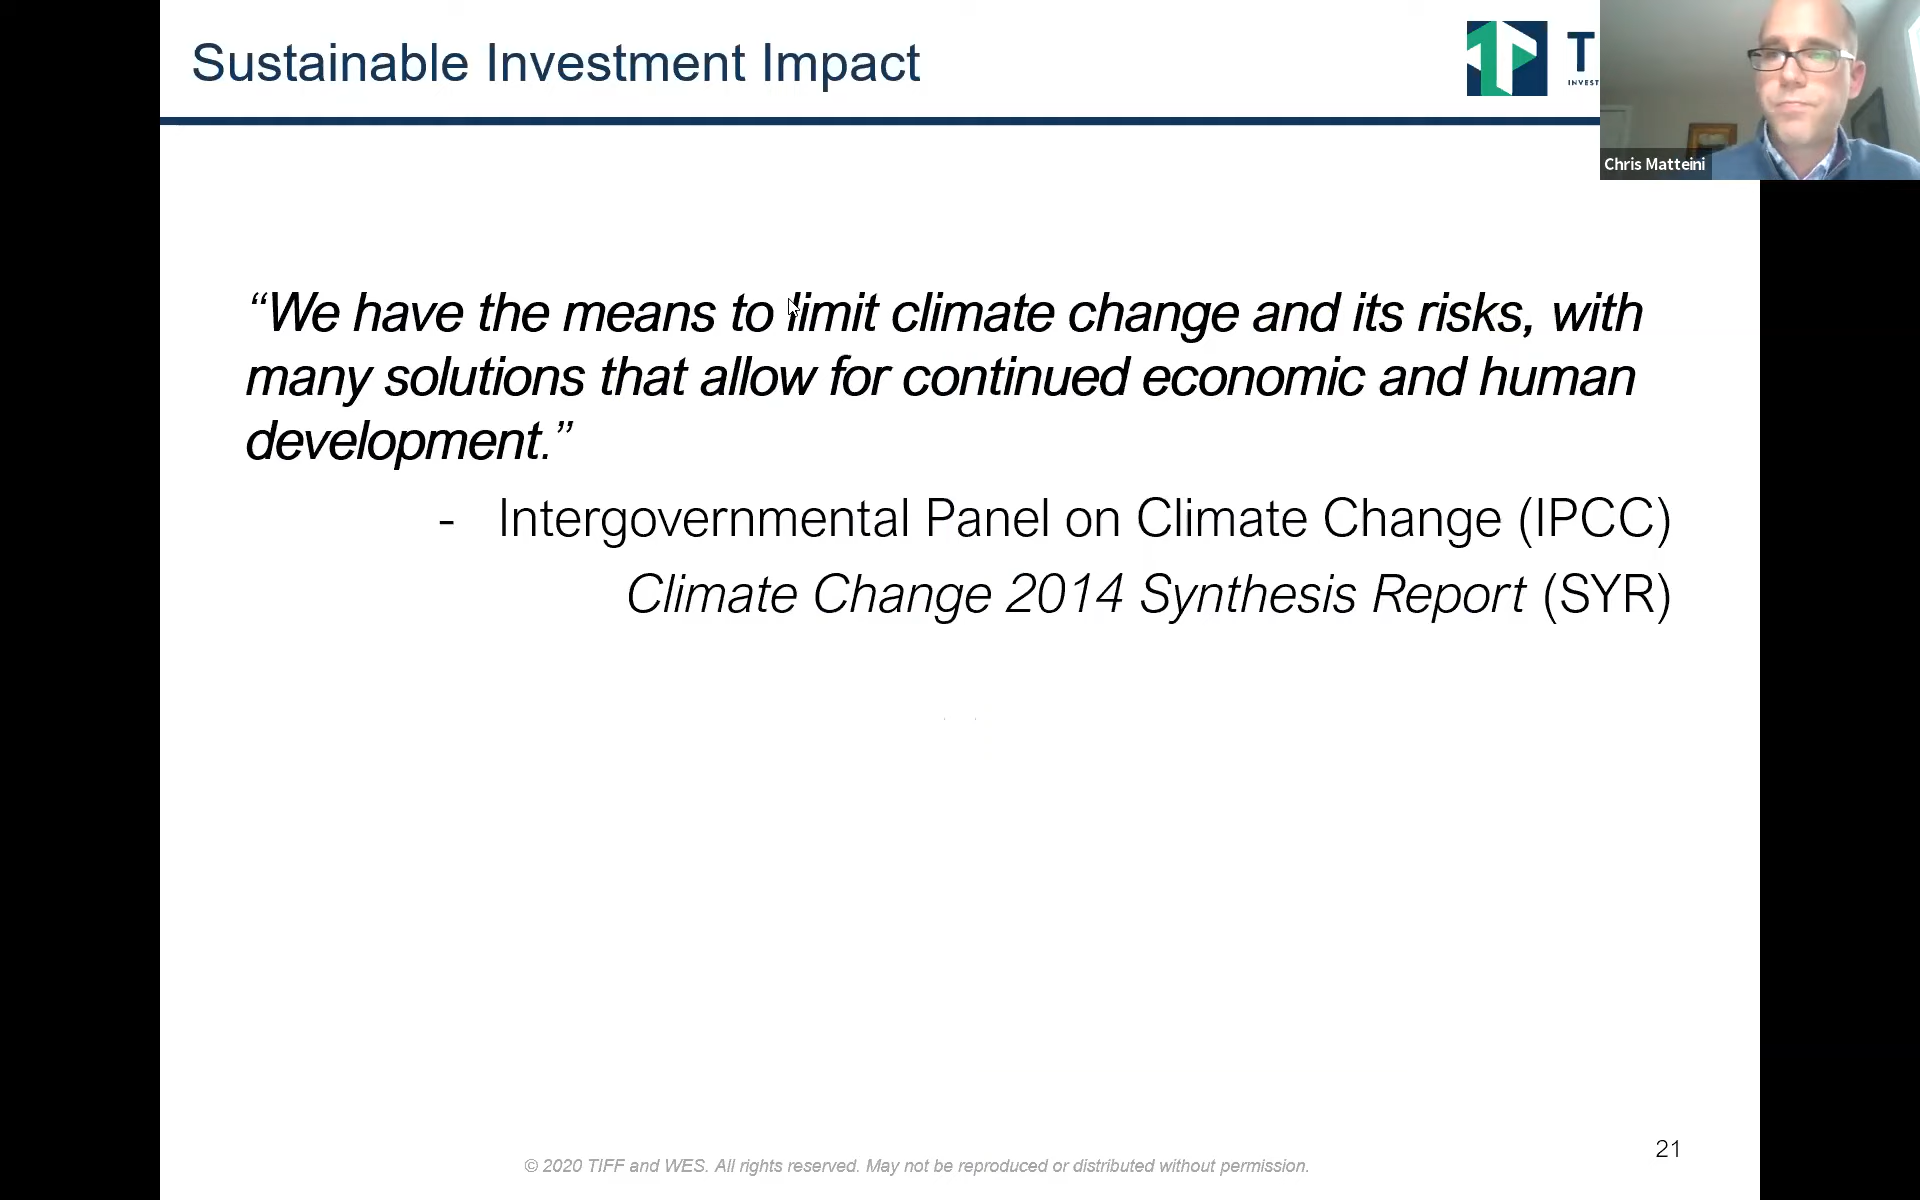 Sustainable Investment Impact
T
INVEST
Chris Matteini
“We have the means to limit climate change and its risks, with
many solutions that allow for continued economic and human
development.”
- Intergovernmental Panel on Climate Change (IPCC)
Climate Change 2014 Synthesis Report (SYR)
21
© 2020 TIFF and WES. All rights reserved. May not be reproduced or distributed without permission.